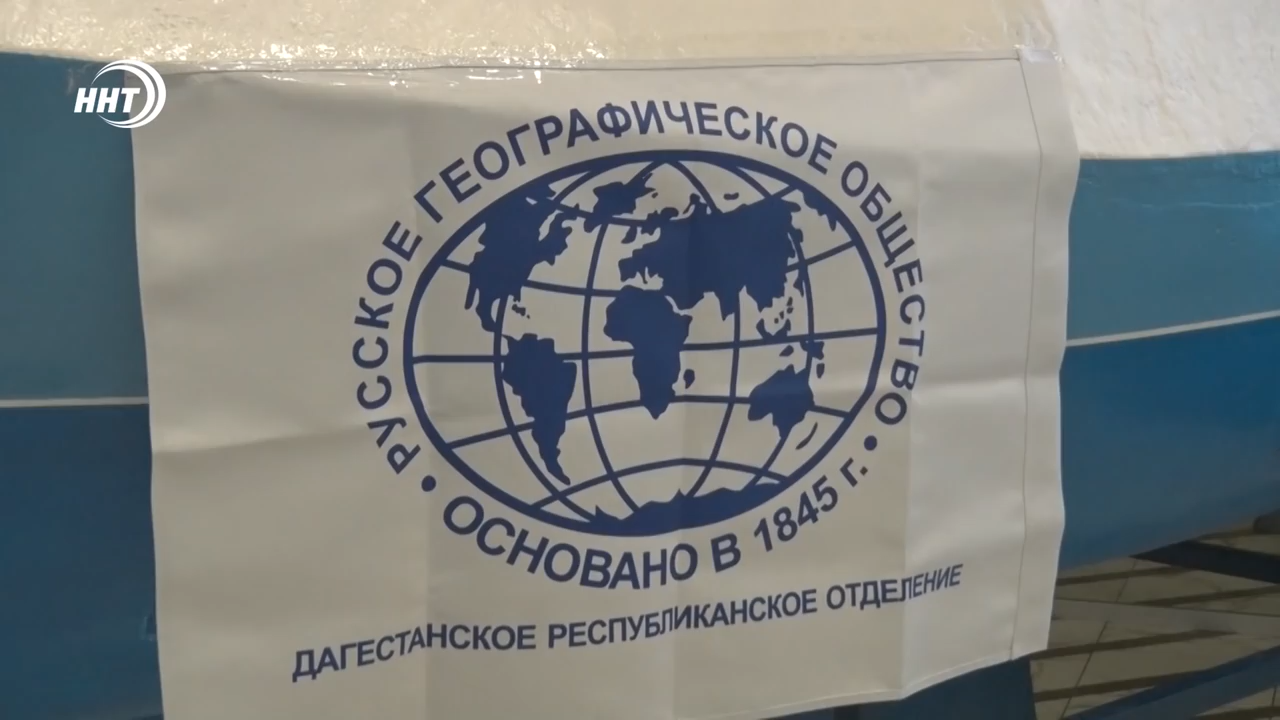 ННТ
РУССКОЕ ГЕОГРАФИЧЕСКОЕ ОБЩЕСТВО
• ОСНОВАНО В 1845 г. •
ДАГЕСТАНСКОЕ РЕСПУБЛИКАНСКОЕ ОТДЕЛЕНИЕ